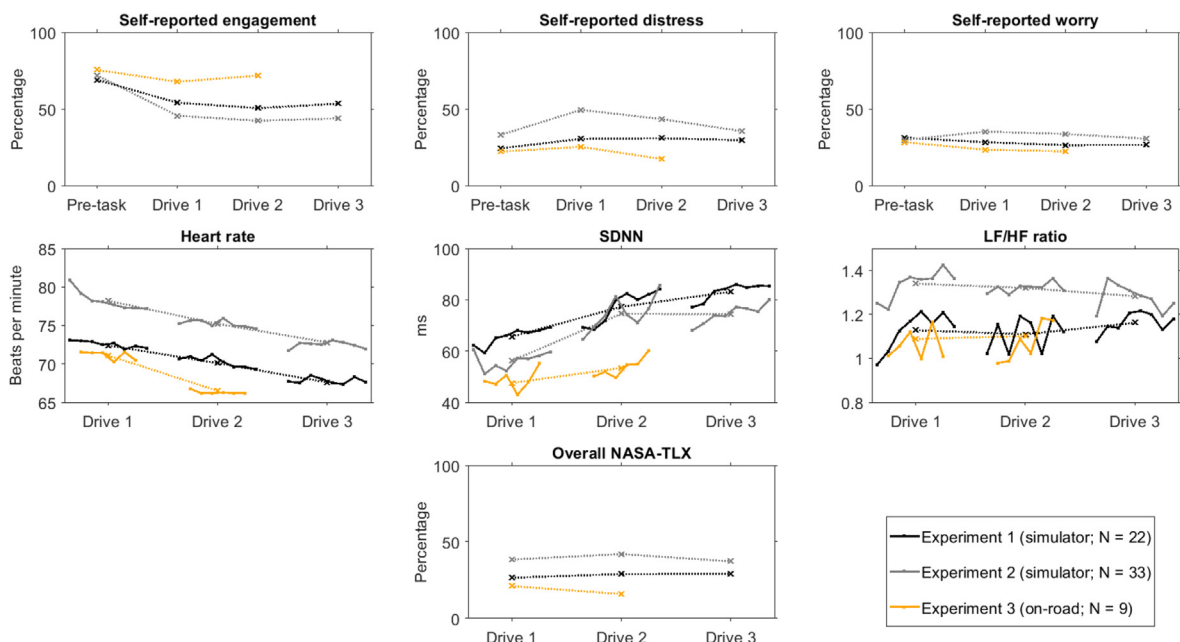 Self-reported engagement
Self-reported distress
Self-reported worry
100
50
0
Percentage
Pre-task Drive 1 Drive 2 Drive 3
100
50
0
Percentage
Pre-task Drive 1 Drive 2 Drive 3
100
50
0
Percentage
Pre-task Drive 1 Drive 2 Drive 3
Heart rate
SDNN
LF/HF ratio
85
80
75
70
65
Beats per minute
Drive 1 Drive 2 Drive 3
100
80
60
40
ms
Drive 1 Drive 2 Drive 3
1.4
1.2
1
0.8
Drive 1 Drive 2 Drive 3
Overall NASA-TLX
100
50
0
Percentage
Drive 1 Drive 2 Drive 3
Experiment 1 (simulator; N = 22)
Experiment 2 (simulator; N = 33)
Experiment 3 (on-road; N = 9)